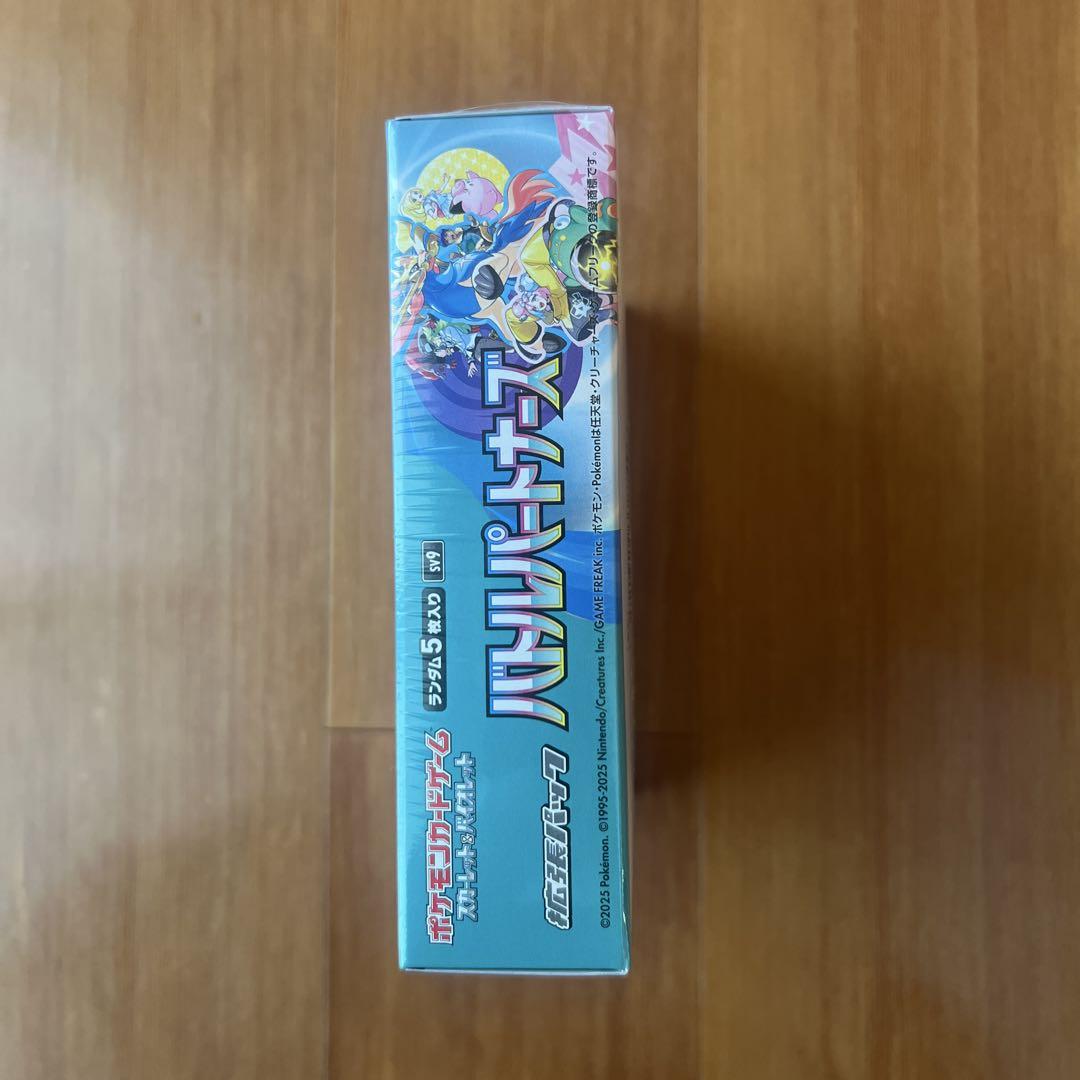 ポケモンカードゲーム
スカーレット&バイオレット
ランダム5枚入り SV9
拡張パック
バトルパートナーズ
©2025 Pokémon. ©1995-2025 Nintendo/Creatures Inc./GAME FREAK inc. ポケモン・Pokémonは任天堂・クリーチャーズ・ゲームフリークの登録商標です。